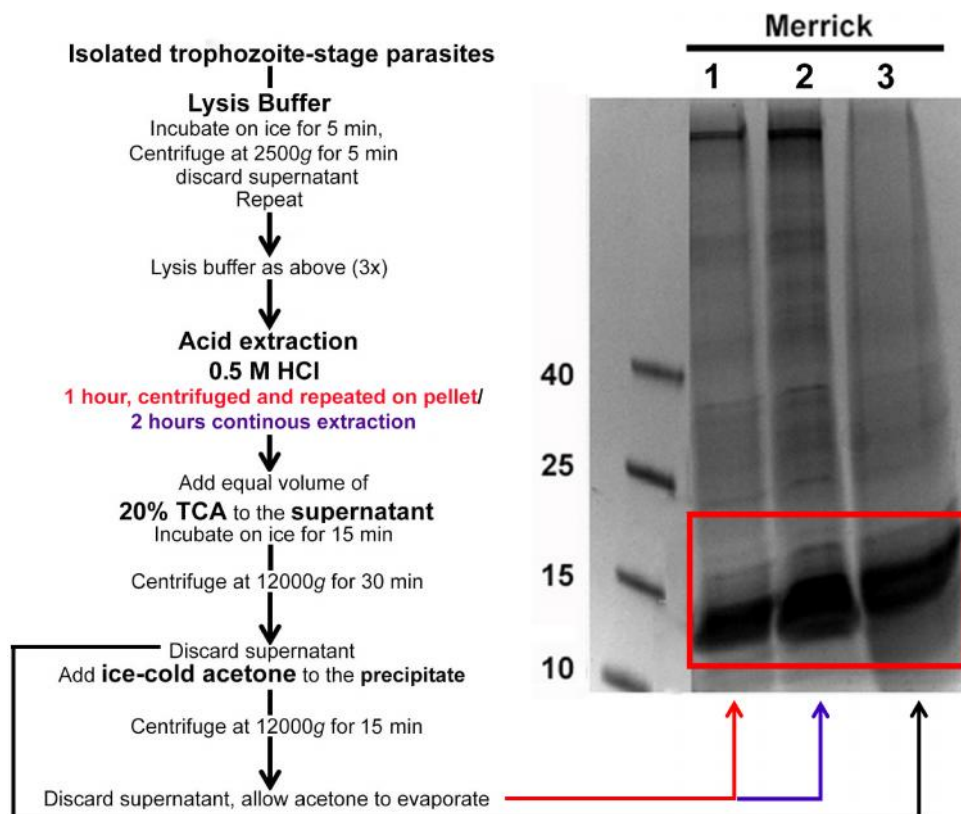 Isolated trophozoite-stage parasites
Lysis Buffer
Incubate on ice for 5 min,
Centrifuge at 2500g for 5 min
discard supernatant
Repeat
Lysis buffer as above (3x)
Acid extraction
0.5 M HCl
1 hour, centrifuged and repeated on pellet/
2 hours continous extraction
Add equal volume of
20% TCA to the supernatant
Incubate on ice for 15 min
Centrifuge at 12000g for 30 min
Discard supernatant
Add ice-cold acetone to the precipitate
Centrifuge at 12000g for 15 min
Discard supernatant, allow acetone to evaporate
Merrick
1 2 3
40
25
15
10